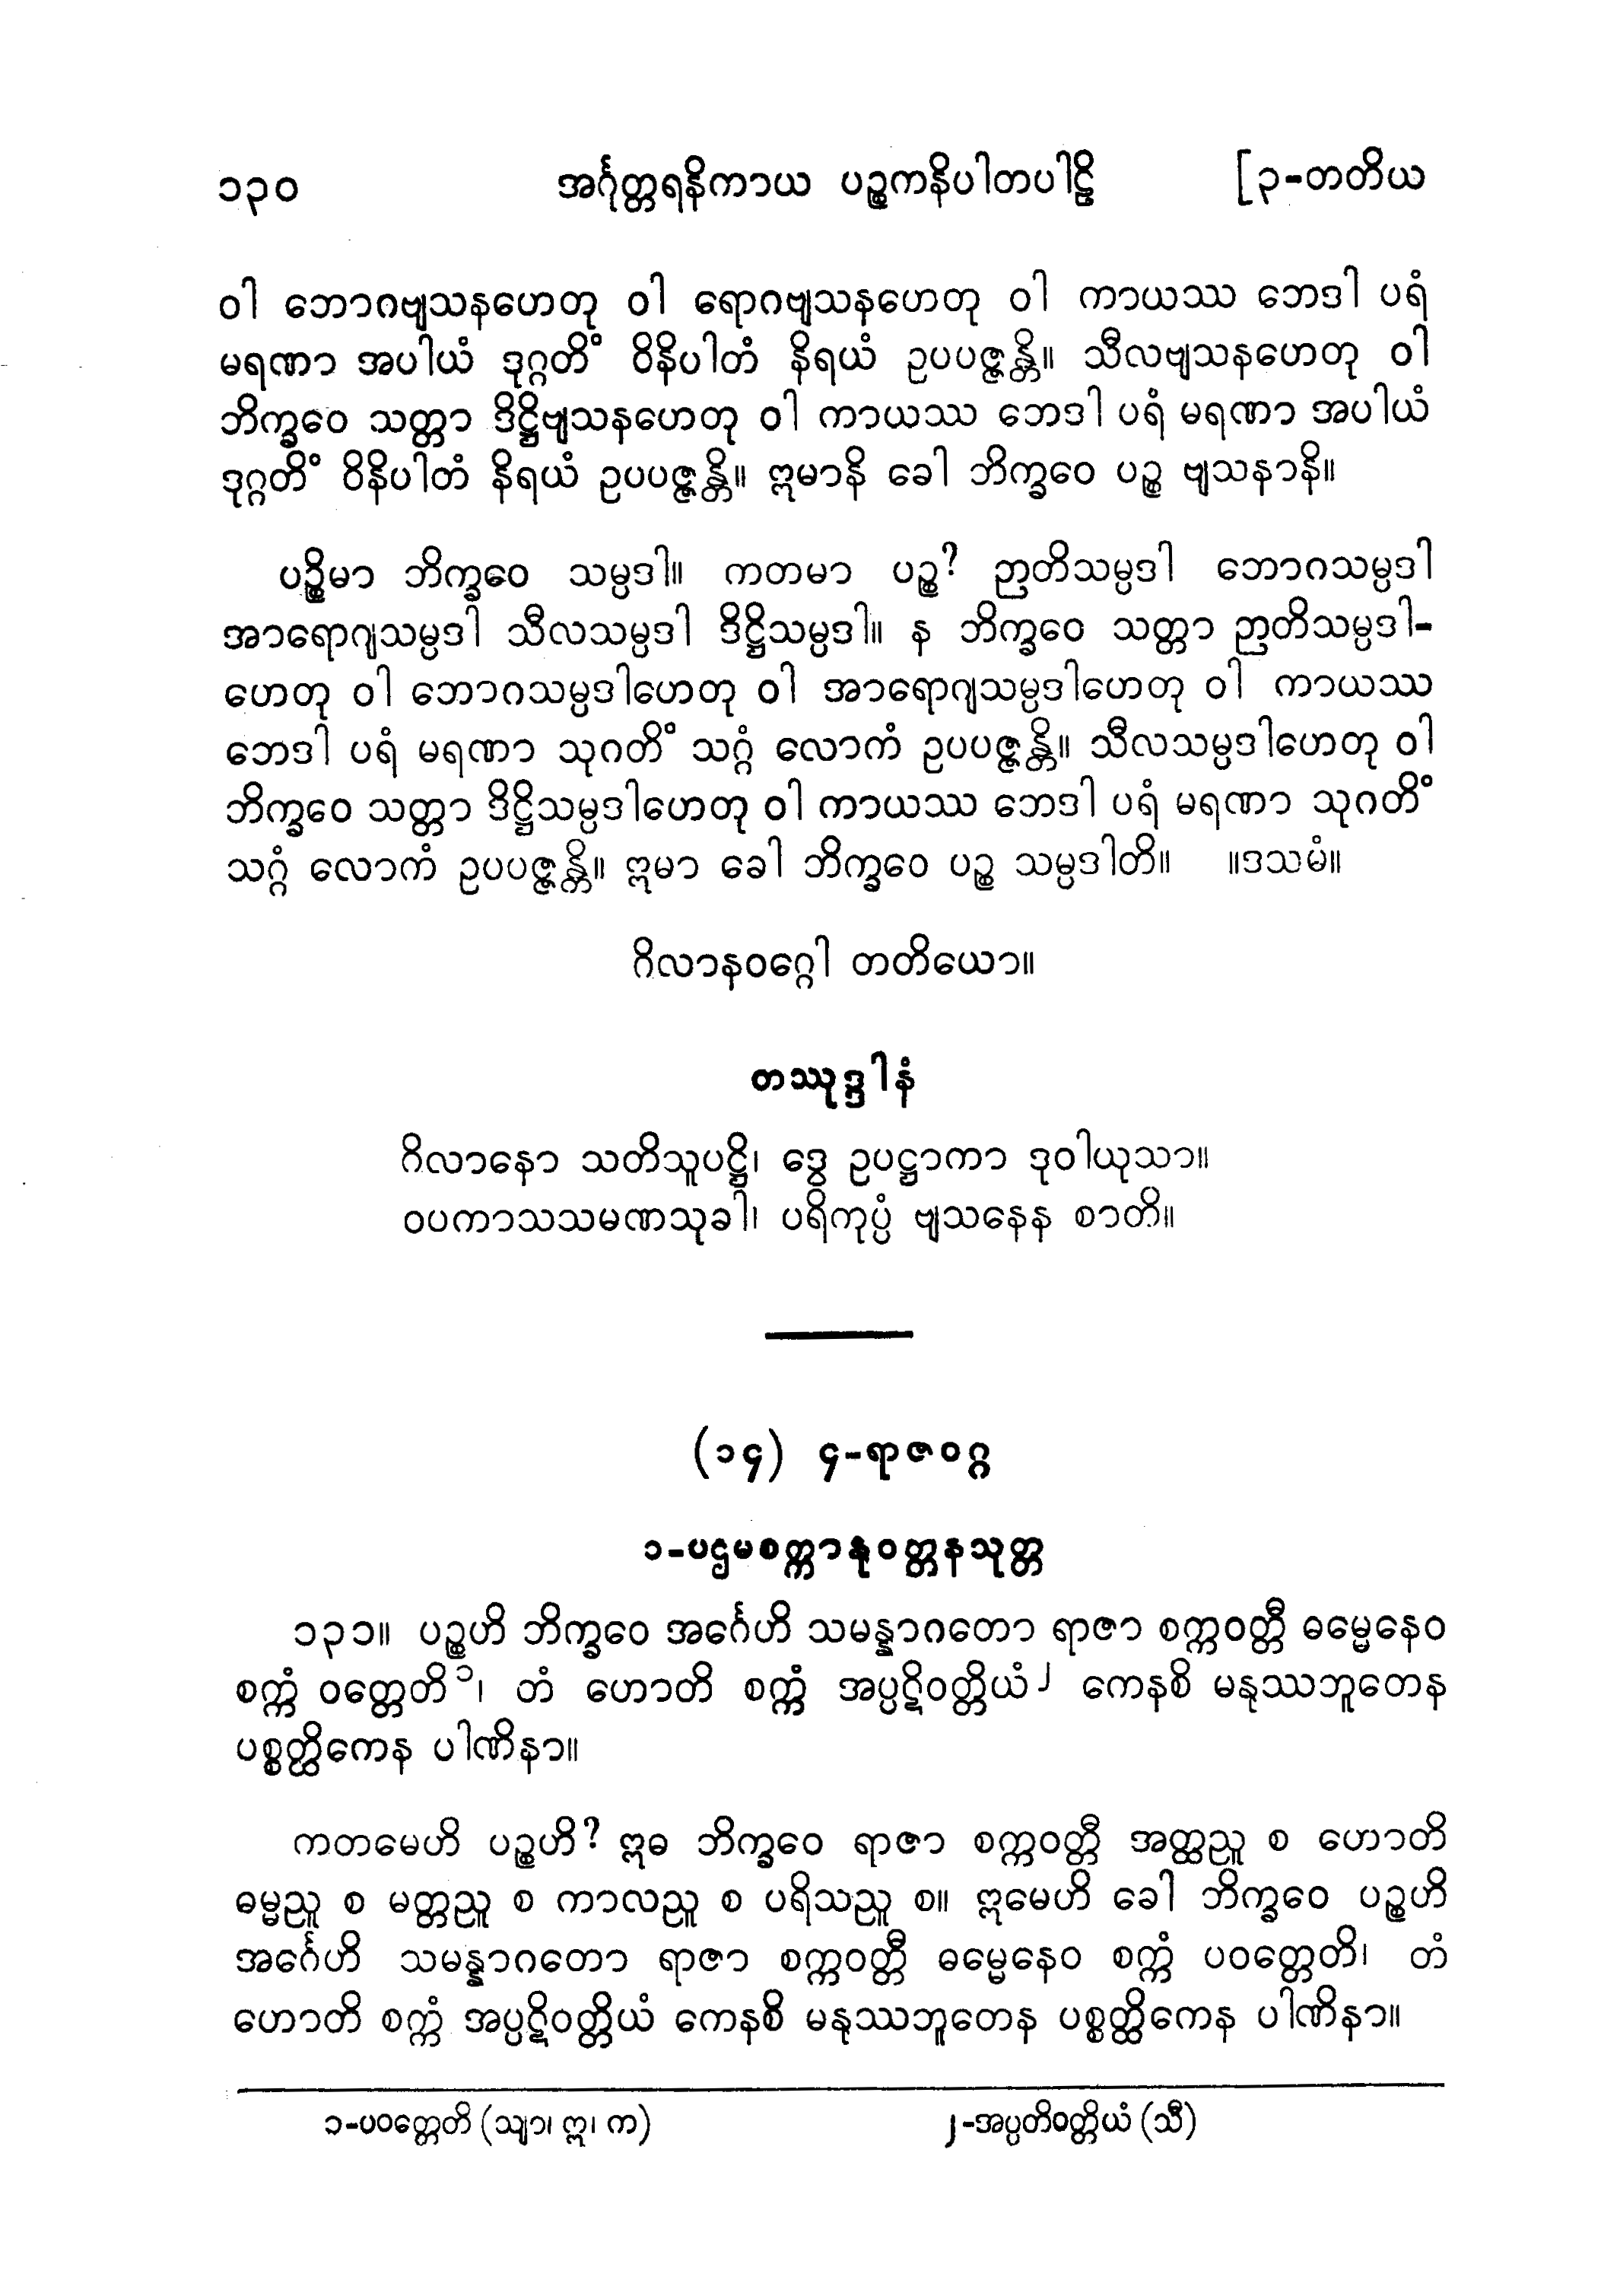 ၁၃၀ အင်္ဂုတ္တရနိကာယ ပဉ္စကနိပါတပါဠိ [၃-တတိယ
ဝါ ဘောဂဗျသနဟေတု ဝါ ရောဂဗျသနဟေတု ဝါ ကာယဿ ဘေဒါ ပရံ
မရဏာ အပါယံ ဒုဂ္ဂတိံ ဝိနိပါတံ နိရယံ ဥပပဇ္ဇန္တိ။ သီလဗျသနဟေတု ဝါ
ဘိက္ခဝေ သတ္တာ ဒိဋ္ဌိဗျသနဟေတု ဝါ ကာယဿ ဘေဒါ ပရံ မရဏာ အပါယံ
ဒုဂ္ဂတိံ ဝိနိပါတံ နိရယံ ဥပပဇ္ဇန္တိ။ ဣမာနိ ခေါ ဘိက္ခဝေ ပဉ္စ ဗျသနာနိ။
ပဉ္စိမာ ဘိက္ခဝေ သမ္ပဒါ။ ကတမာ ပဉ္စ? ဉာတိသမ္ပဒါ ဘောဂသမ္ပဒါ
အာရောဂျသမ္ပဒါ သီလသမ္ပဒါ ဒိဋ္ဌိသမ္ပဒါ။ န ဘိက္ခဝေ သတ္တာ ဉာတိသမ္ပဒါ-
ဟေတု ဝါ ဘောဂသမ္ပဒါဟေတု ဝါ အာရောဂျသမ္ပဒါဟေတု ဝါ ကာယဿ
ဘေဒါ ပရံ မရဏာ သုဂတိံ သဂ္ဂံ လောကံ ဥပပဇ္ဇန္တိ။ သီလသမ္ပဒါဟေတု ဝါ
ဘိက္ခဝေ သတ္တာ ဒိဋ္ဌိသမ္ပဒါဟေတု ဝါ ကာယဿ ဘေဒါ ပရံ မရဏာ သုဂတိံ
သဂ္ဂံ လောကံ ဥပပဇ္ဇန္တိ။ ဣမာ ခေါ ဘိက္ခဝေ ပဉ္စ သမ္ပဒါတိ။ ။ဒသမံ။
ဂိလာနဝဂ္ဂေါ တတိယော။
တဿုဒ္ဒါနံ
ဂိလာနော သတိသူပဋ္ဌိ၊ ဒွေ ဥပဋ္ဌာကာ ဒုဝါယုသာ။
ဝပကာသသမဏသုခါ၊ ပရိကုပ္ပံ ဗျသနေန စာတိ။
(၁၄) ၄-ရာဇဝဂ္ဂ
၁-ပဌမစက္ကာနုဝတ္တနသုတ္တ
၁၃၁။ ပဉ္စဟိ ဘိက္ခဝေ အင်္ဂေဟိ သမန္နာဂတော ရာဇာ စက္ကဝတ္တီ ဓမ္မေနေဝ
စက္ကံ ဝတ္တေတိ၁၊ တံ ဟောတိ စက္ကံ အပ္ပဋိဝတ္တိယံ၂ ကေနစိ မနုဿဘူတေန
ပစ္စတ္ထိကေန ပါဏိနာ။
ကတမေဟိ ပဉ္စဟိ? ဣဓ ဘိက္ခဝေ ရာဇာ စက္ကဝတ္တီ အတ္ထညူ စ ဟောတိ
ဓမ္မညူ စ မတ္တညူ စ ကာလညူ စ ပရိသညူ စ။ ဣမေဟိ ခေါ ဘိက္ခဝေ ပဉ္စဟိ
အင်္ဂေဟိ သမန္နာဂတော ရာဇာ စက္ကဝတ္တီ ဓမ္မေနေဝ စက္ကံ ပဝတ္တေတိ၊ တံ
ဟောတိ စက္ကံ အပ္ပဋိဝတ္တိယံ ကေနစိ မနုဿဘူတေန ပစ္စတ္ထိကေန ပါဏိနာ။
၁-ပဝတ္တေတိ (သျာ၊ ဣ၊ က) ၂-အပ္ပတိဝတ္တိယံ (သီ)